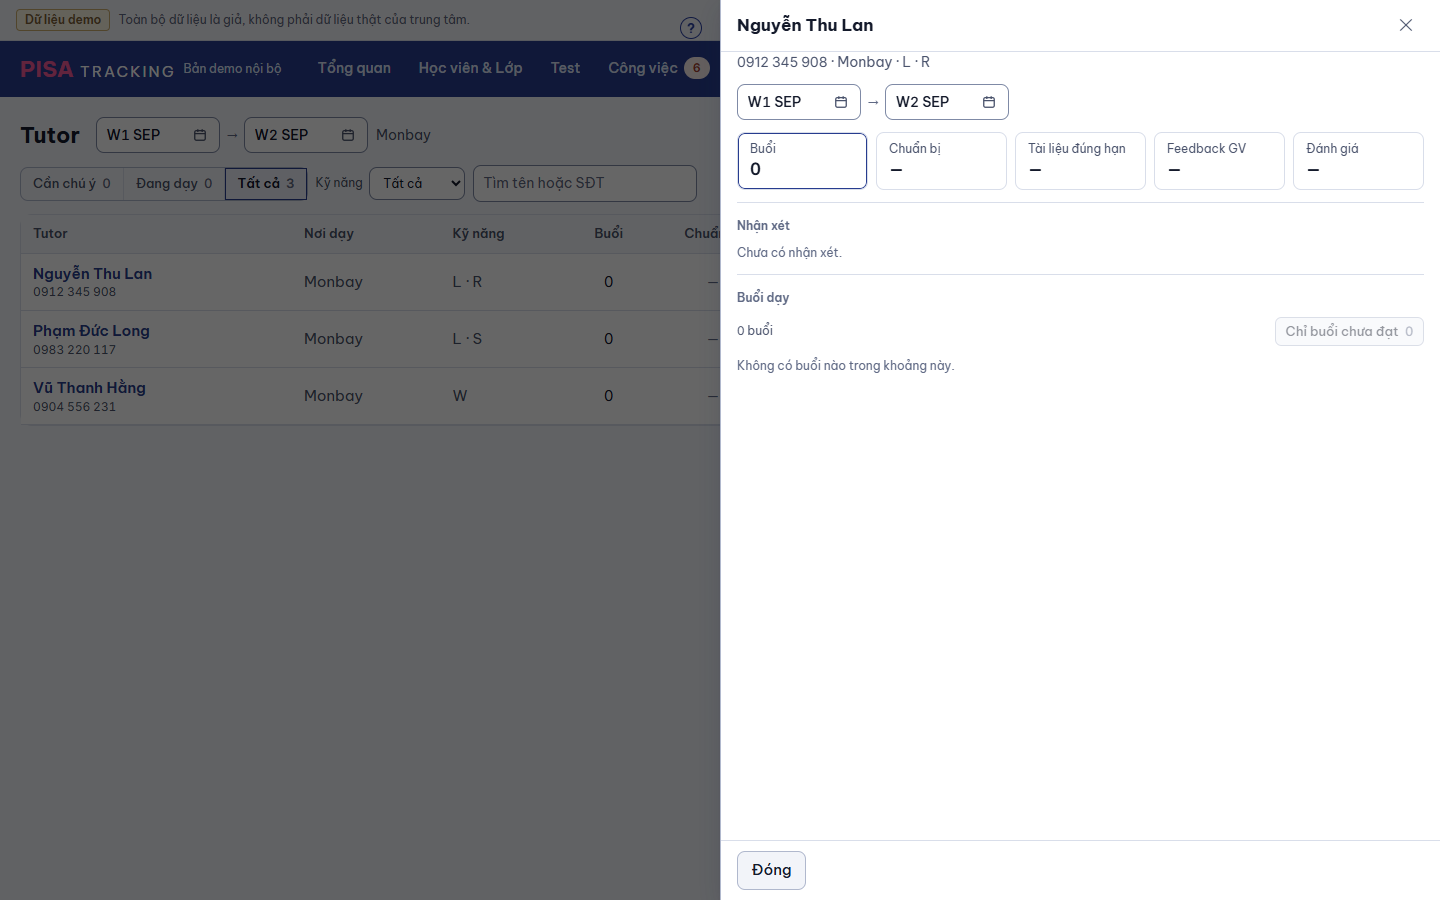 Dữ liệu demo Toàn bộ dữ liệu là giả, không phải dữ liệu thật của trung tâm. ?
PISA TRACKING Bản demo nội bộ Tổng quan Học viên & Lớp Test Công việc 6
Tutor W1 SEP → W2 SEP Monbay
Cần chú ý 0 Đang dạy 0 Tất cả 3 Kỹ năng Tất cả Tìm tên hoặc SĐT
Tutor Nơi dạy Kỹ năng Buổi
Nguyễn Thu Lan Monbay L · R 0 —
0912 345 908
Phạm Đức Long Monbay L · S 0 —
0983 220 117
Vũ Thanh Hằng Monbay W 0 —
0904 556 231
Nguyễn Thu Lan
0912 345 908 · Monbay · L · R
W1 SEP → W2 SEP
Buổi Chuẩn bị Tài liệu đúng hạn Feedback GV Đánh giá
0 — — — —
Nhận xét
Chưa có nhận xét.
Buổi dạy
0 buổi Chỉ buổi chưa đạt 0
Không có buổi nào trong khoảng này.
Đóng